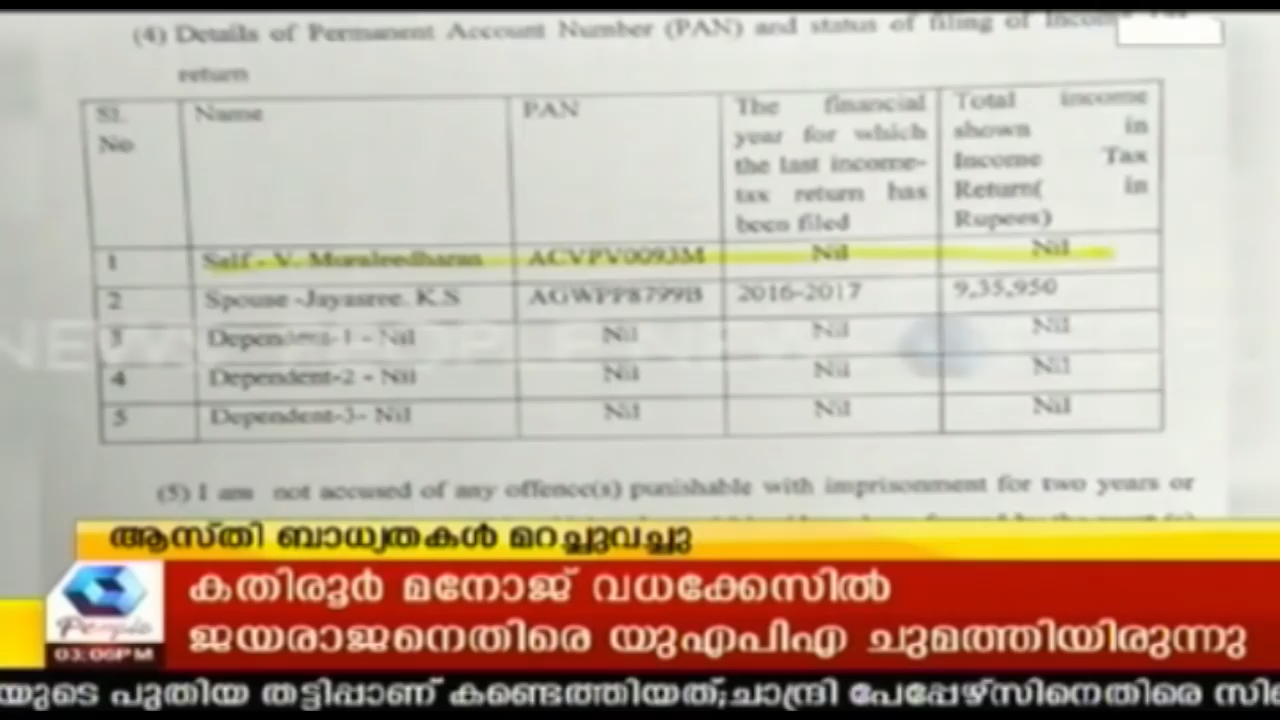 (4) Details of Permanent Account Number (PAN) and status of filing of Income Tax
return
Sl. No Name PAN The financial year for which the last income-tax return has been filed Total income shown in Income Tax Return( in Rupees)
1 Self - V. Muraleedharan ACVPV0093M Nil Nil
2 Spouse -Jayasree. K.S AGWPP8799B 2016-2017 9,35,950
3 Dependent-1 - Nil Nil Nil Nil
4 Dependent-2 - Nil Nil Nil Nil
5 Dependent-3- Nil Nil Nil Nil
(5) I am not accused of any offence(s) punishable with imprisonment for two years or
ആസ്തി ബാധ്യതകൾ മറച്ചുവച്ചു
കതിരൂർ മനോജ് വധക്കേസിൽ
ജയരാജനെതിരെ യുഎപിഎ ചുമത്തിയിരുന്നു
People
03:06PM
യുടെ പുതിയ തട്ടിപ്പാണ് കണ്ടെത്തിയത്;ചാന്ദ്രി പേപ്പേഴ്സിനെതിരെ